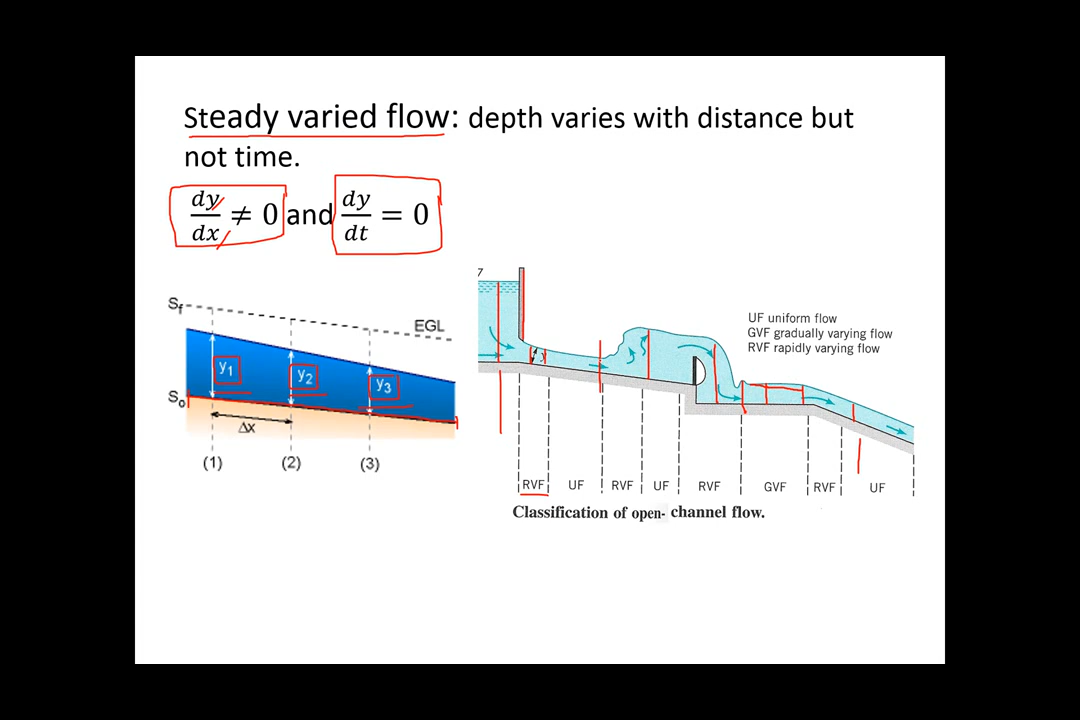 Steady varied flow: depth varies with distance but
not time.
dy/dx ≠ 0 and dy/dt = 0
7
S_f
EGL
y₁
y₂
y₃
S_o
Δx
(1) (2) (3)
UF uniform flow
GVF gradually varying flow
RVF rapidly varying flow
RVF UF RVF UF RVF GVF RVF UF
Classification of open- channel flow.